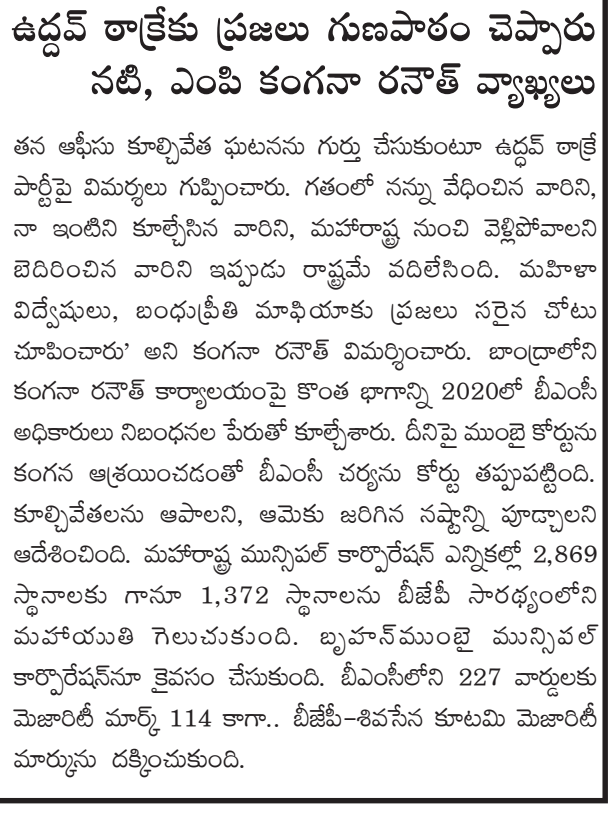 ఉద్దవ్ ఠాక్రేకు ప్రజలు గుణపాఠం చెప్పారు
నటి, ఎంపి కంగనా రనౌత్ వ్యాఖ్యలు
తన ఆఫీసు కూల్చివేత ఘటనను గుర్తు చేసుకుంటూ ఉద్ధవ్ ఠాక్రే
పార్టీపై విమర్శలు గుప్పించారు. గతంలో నన్ను వేధించిన వారిని,
నా ఇంటిని కూల్చేసిన వారిని, మహారాష్ట్ర నుంచి వెళ్లిపోవాలని
బెదిరించిన వారిని ఇప్పుడు రాష్ట్రమే వదిలేసింది. మహిళా
విద్వేషులు, బంధుప్రీతి మాఫియాకు ప్రజలు సరైన చోటు
చూపించారు' అని కంగనా రనౌత్ విమర్శించారు. బాంద్రాలోని
కంగనా రనౌత్ కార్యాలయంపై కొంత భాగాన్ని 2020లో బీఎంసీ
అధికారులు నిబంధనల పేరుతో కూల్చేశారు. దీనిపై ముంబై కోర్టును
కంగన ఆశ్రయించడంతో బీఎంసీ చర్యను కోర్టు తప్పుపట్టింది.
కూల్చివేతలను ఆపాలని, ఆమెకు జరిగిన నష్టాన్ని పూడ్చాలని
ఆదేశించింది. మహారాష్ట్ర మున్సిపల్ కార్పొరేషన్ ఎన్నికల్లో 2,869
స్థానాలకు గానూ 1,372 స్థానాలను బీజేపీ సారథ్యంలోని
మహాయుతి గెలుచుకుంది. బృహన్‌ముంబై మున్సివల్
కార్పొరేషన్‌నూ కైవసం చేసుకుంది. బీఎంసీలోని 227 వార్డులకు
మెజారిటీ మార్క్ 114 కాగా.. బీజేపీ-శివసేన కూటమి మెజారిటీ
మార్కును దక్కించుకుంది.